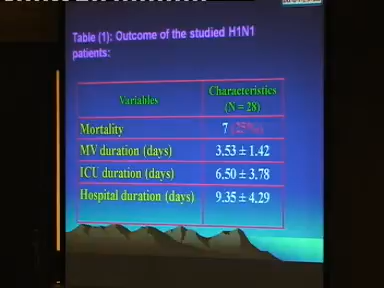 Table (1): Outcome of the studied H1N1
patients:
Variables
Characteristics
(N = 28)
Mortality
7 (25%)
MV duration (days)
3.53 ± 1.42
ICU duration (days)
6.50 ± 3.78
Hospital duration (days)
9.35 ± 4.29